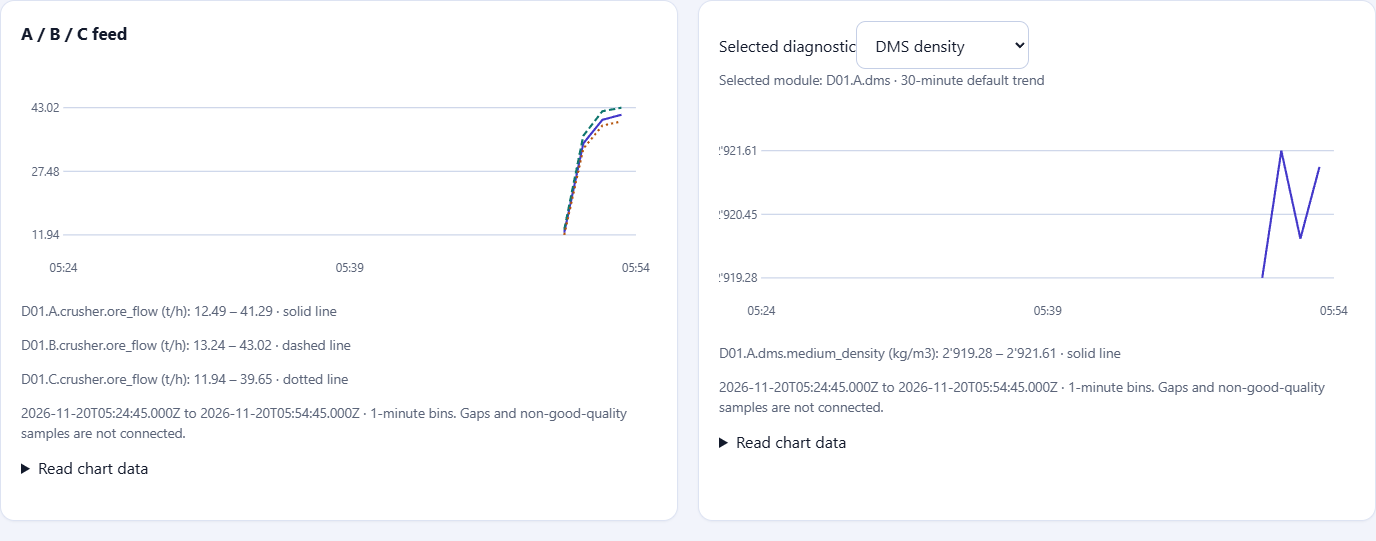 A / B / C feed
43.02
27.48
11.94
05:24
05:39
05:54
D01.A.crusher.ore_flow (t/h): 12.49 – 41.29 · solid line
D01.B.crusher.ore_flow (t/h): 13.24 – 43.02 · dashed line
D01.C.crusher.ore_flow (t/h): 11.94 – 39.65 · dotted line
2026-11-20T05:24:45.000Z to 2026-11-20T05:54:45.000Z · 1-minute bins. Gaps and non-good-quality
samples are not connected.
▶ Read chart data
Selected diagnostic
DMS density
Selected module: D01.A.dms · 30-minute default trend
'921.61
'920.45
'919.28
05:24
05:39
05:54
D01.A.dms.medium_density (kg/m3): 2'919.28 – 2'921.61 · solid line
2026-11-20T05:24:45.000Z to 2026-11-20T05:54:45.000Z · 1-minute bins. Gaps and non-good-quality
samples are not connected.
▶ Read chart data